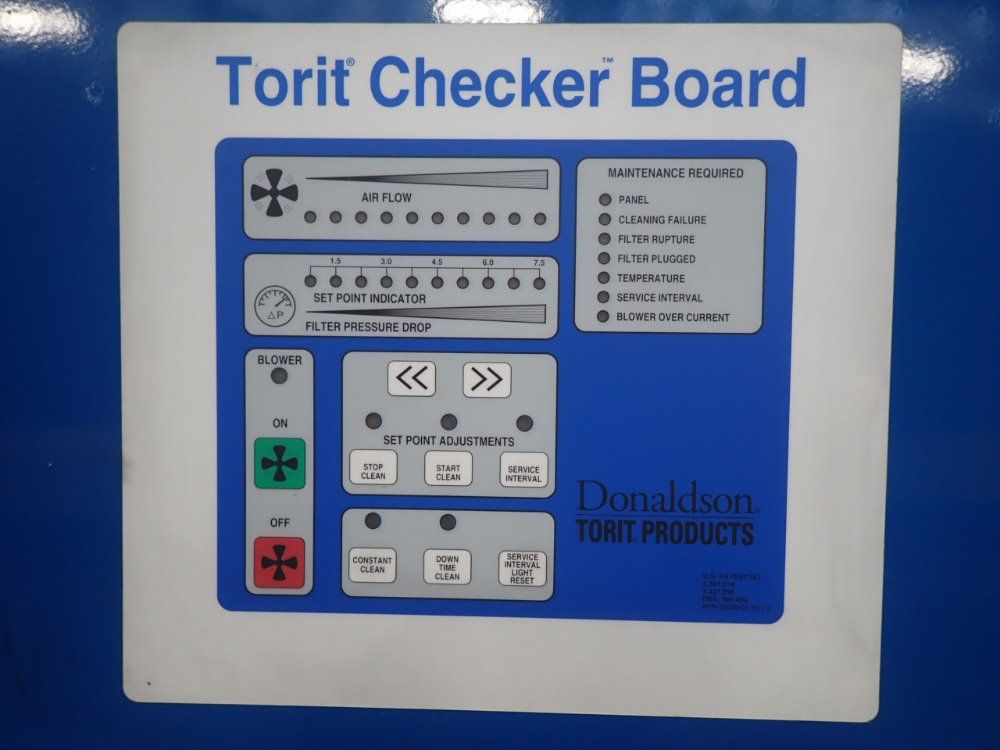 Torit® Checker™ Board
AIR FLOW
1.5 3.0 4.5 6.0 7.5
SET POINT INDICATOR
ΔP
FILTER PRESSURE DROP
MAINTENANCE REQUIRED
PANEL
CLEANING FAILURE
FILTER RUPTURE
FILTER PLUGGED
TEMPERATURE
SERVICE INTERVAL
BLOWER OVER CURRENT
BLOWER
ON
OFF
<< >>
SET POINT ADJUSTMENTS
STOP
CLEAN
START
CLEAN
SERVICE
INTERVAL
CONSTANT
CLEAN
DOWN
TIME
CLEAN
SERVICE
INTERVAL
LIGHT
RESET
Donaldson®
TORIT® PRODUCTS
U.S. PATENT NO.